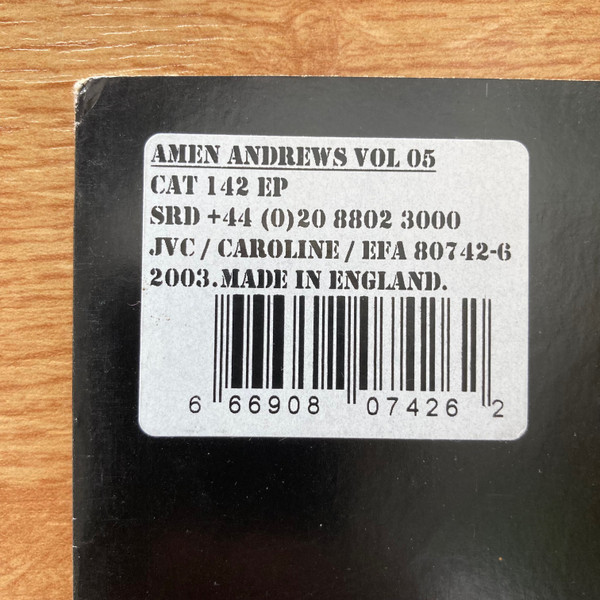 AMEN ANDREWS VOL 05
CAT 142 EP
SRD +44 (0)20 8802 3000
JVC / CAROLINE / EFA 80742-6
2003.MADE IN ENGLAND.
6 66908 07426 2